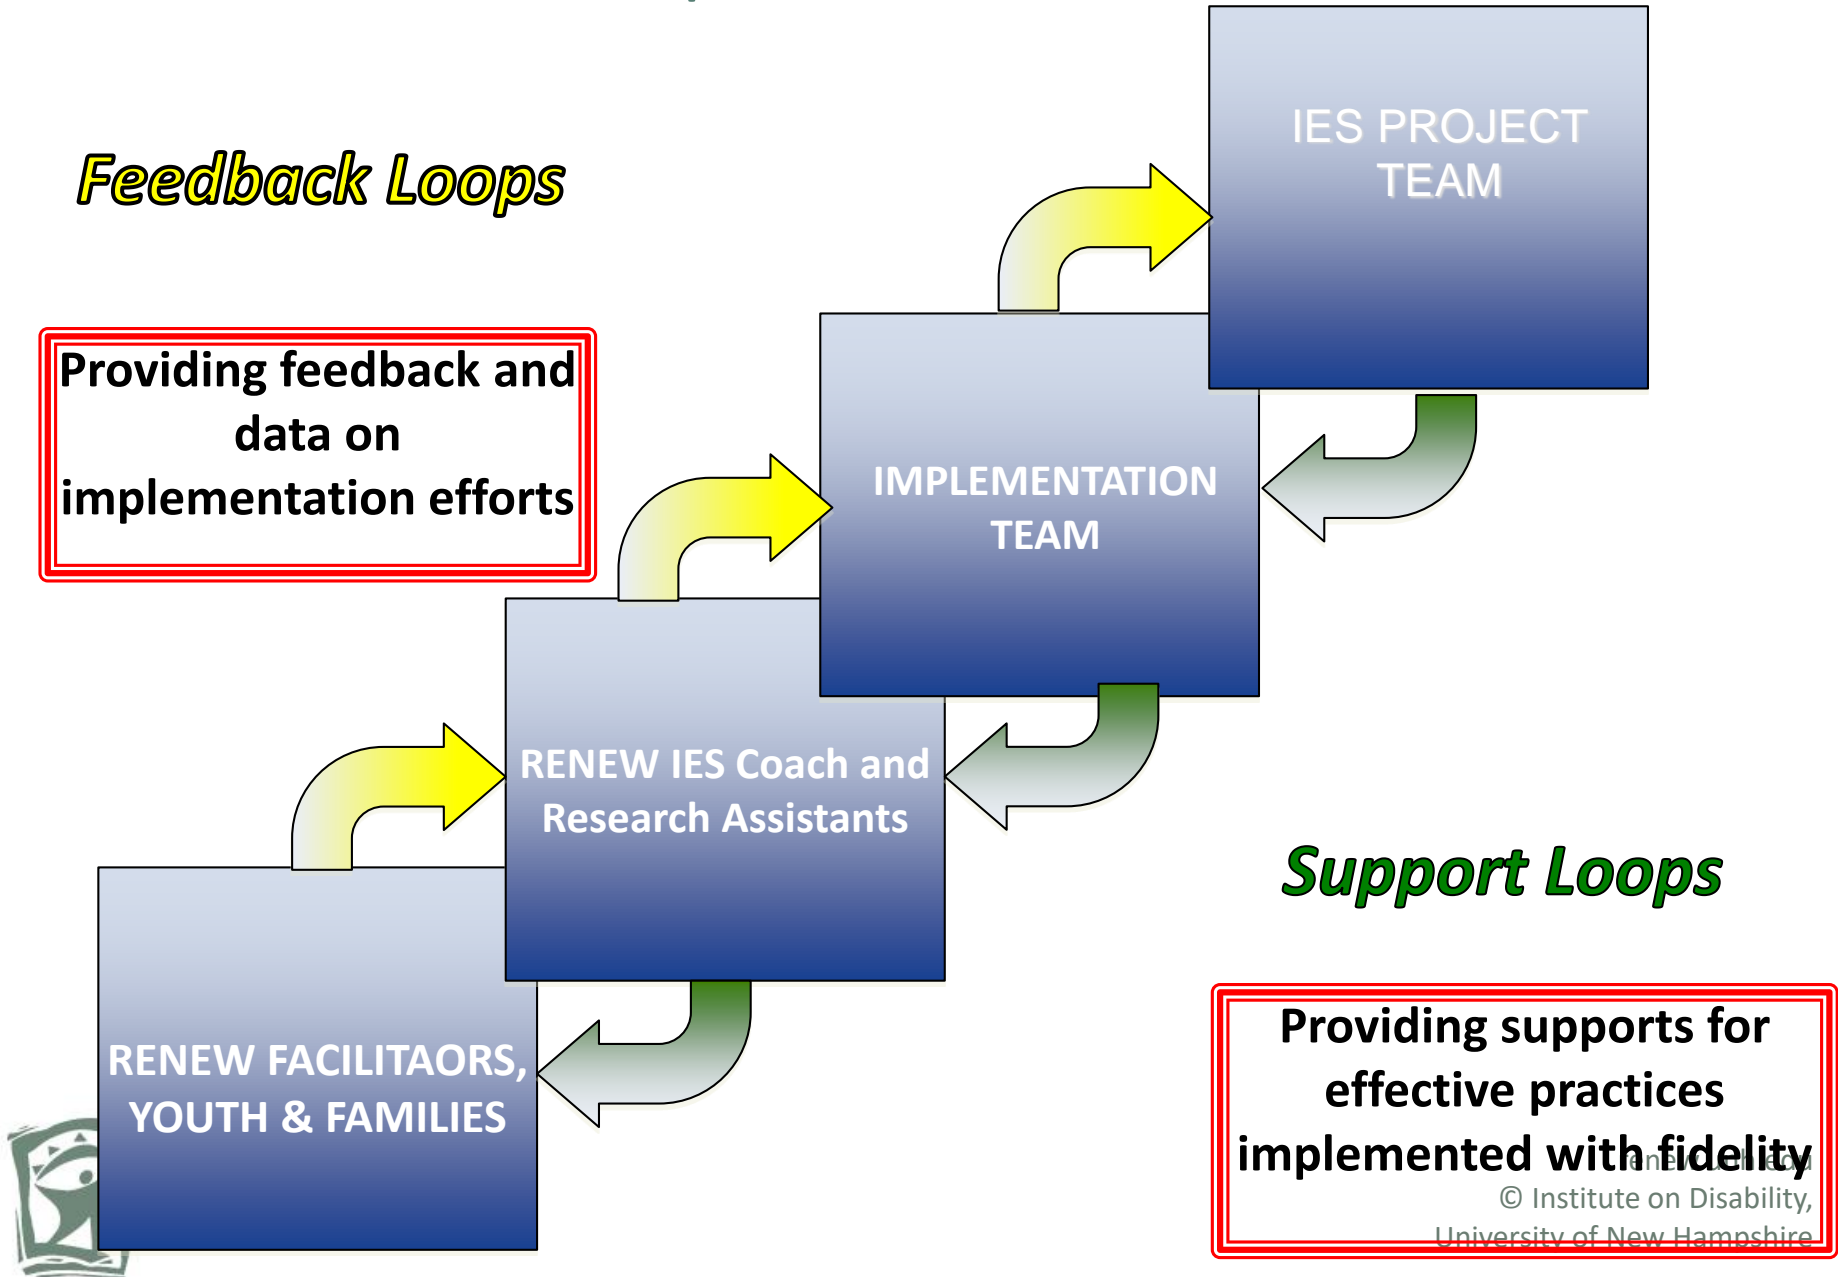 IES PROJECT
TEAM
Feedback Loops
Providing feedback and
data on
implementation efforts
IMPLEMENTATION
TEAM
RENEW IES Coach and
Research Assistants
Support Loops
RENEW FACILITAORS,
YOUTH & FAMILIES
Providing supports for
effective practices
implemented with fidelity
© Institute on Disability,
University of New Hampshire